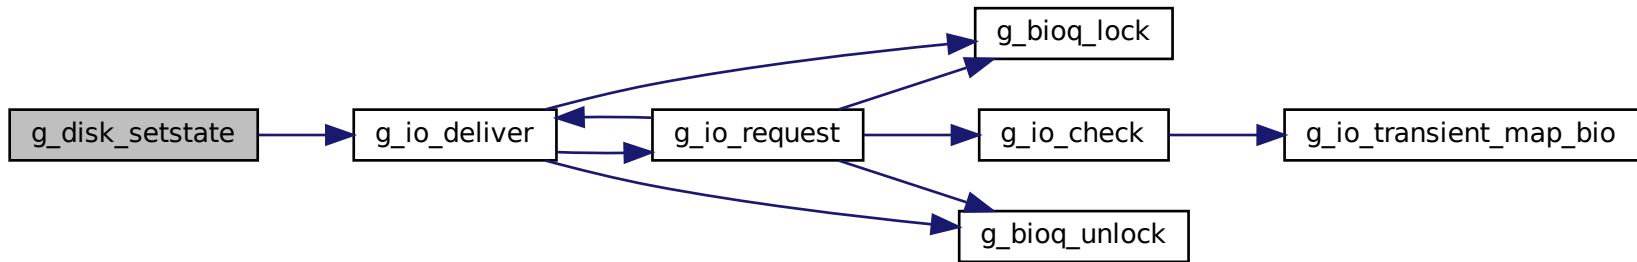 g_bioq_lock
g_disk_setstate
g_io_deliver
g_io_request
g_io_check
g_io_transient_map_bio
g_bioq_unlock